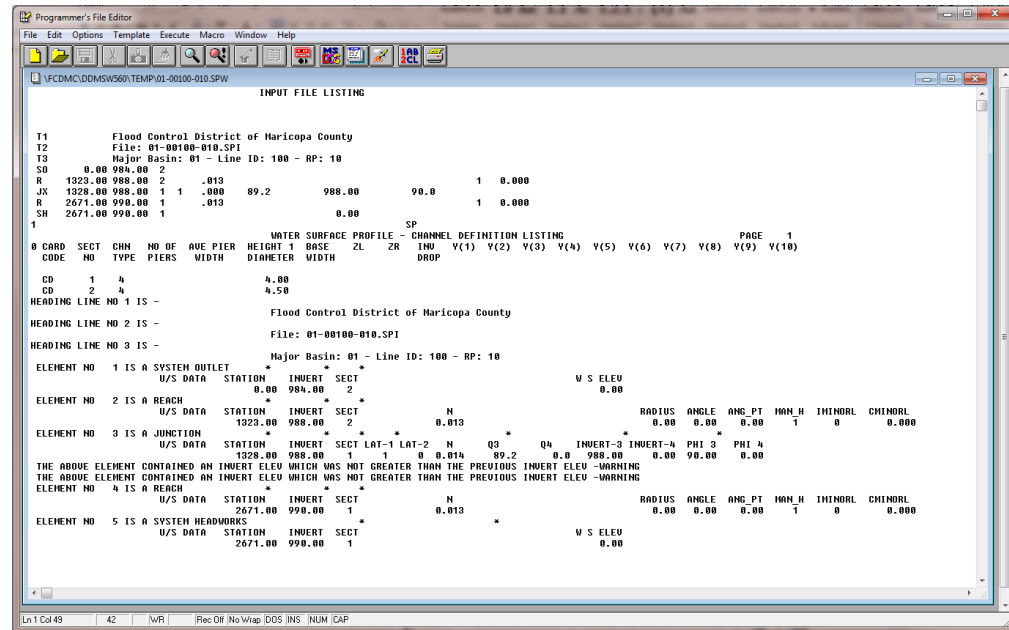 Programmer's File Editor
File Edit Options Template Execute Macro Window Help
MS DOS 1AB 2CL
\FCDMC\DDMSW560\TEMP\01-00100-010.SPW
INPUT FILE LISTING
T1 Flood Control District of Maricopa County
T2 File: 01-00100-010.SPI
T3 Major Basin: 01 - Line ID: 100 - RP: 10
SO 0.00 984.00 2
R 1323.00 988.00 2 .013 1 0.000
JX 1328.00 988.00 1 1 .000 89.2 988.00 90.0
R 2671.00 990.00 1 .013 1 0.000
SH 2671.00 990.00 1 0.00
1 SP
WATER SURFACE PROFILE - CHANNEL DEFINITION LISTING PAGE 1
0 CARD SECT CHN NO OF AVE PIER HEIGHT 1 BASE ZL ZR INV Y(1) Y(2) Y(3) Y(4) Y(5) Y(6) Y(7) Y(8) Y(9) Y(10)
CODE NO TYPE PIERS WIDTH DIAMETER WIDTH DROP
CD 1 4 4.00
CD 2 4 4.50
HEADING LINE NO 1 IS -
Flood Control District of Maricopa County
HEADING LINE NO 2 IS -
File: 01-00100-010.SPI
HEADING LINE NO 3 IS -
Major Basin: 01 - Line ID: 100 - RP: 10
ELEMENT NO 1 IS A SYSTEM OUTLET * * *
U/S DATA STATION INVERT SECT W S ELEV
0.00 984.00 2 0.00
ELEMENT NO 2 IS A REACH * * *
U/S DATA STATION INVERT SECT N RADIUS ANGLE ANG_PT MAN_H IMINORL CMINORL
1323.00 988.00 2 0.013 0.00 0.00 0.00 1 0 0.000
ELEMENT NO 3 IS A JUNCTION * * * * * *
U/S DATA STATION INVERT SECT LAT-1 LAT-2 N Q3 Q4 INVERT-3 INVERT-4 PHI 3 PHI 4
1328.00 988.00 1 1 0 0.014 89.2 0.0 988.00 0.00 90.00 0.00
THE ABOVE ELEMENT CONTAINED AN INVERT ELEV WHICH WAS NOT GREATER THAN THE PREVIOUS INVERT ELEV -WARNING
THE ABOVE ELEMENT CONTAINED AN INVERT ELEV WHICH WAS NOT GREATER THAN THE PREVIOUS INVERT ELEV -WARNING
ELEMENT NO 4 IS A REACH * * *
U/S DATA STATION INVERT SECT N RADIUS ANGLE ANG_PT MAN_H IMINORL CMINORL
2671.00 990.00 1 0.013 0.00 0.00 0.00 1 0 0.000
ELEMENT NO 5 IS A SYSTEM HEADWORKS * *
U/S DATA STATION INVERT SECT W S ELEV
2671.00 990.00 1 0.00
Ln 1 Col 49 42 WR Rec Off No Wrap DOS INS NUM CAP